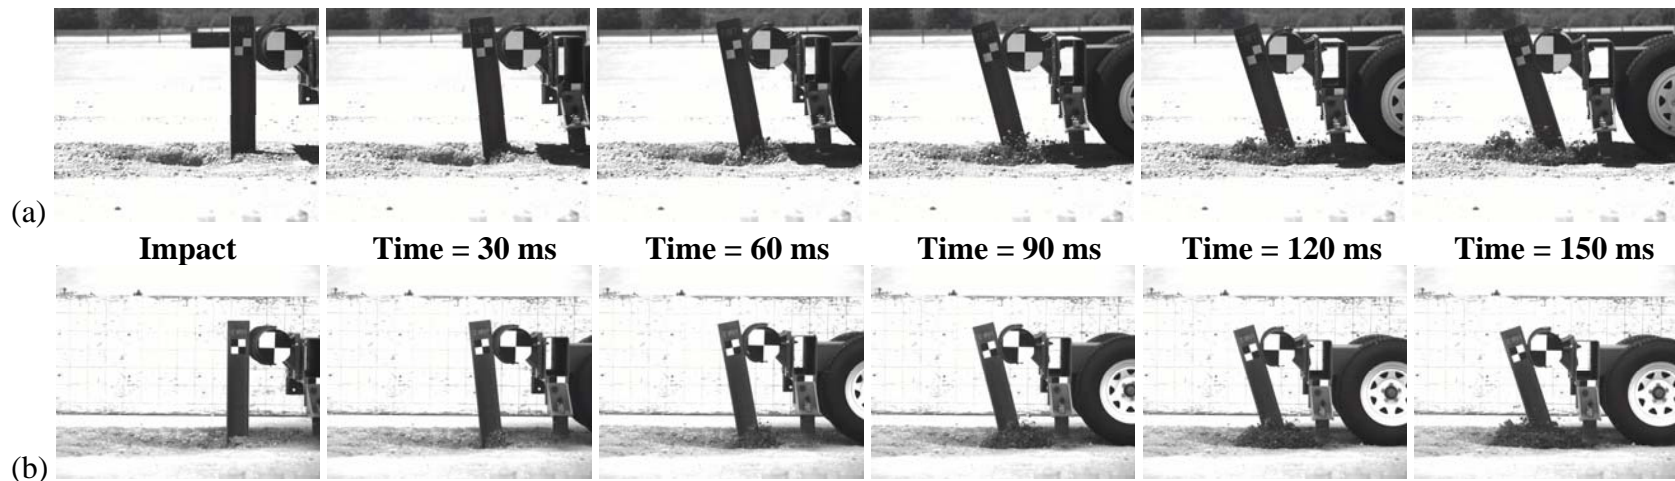 (a)
Impact
Time = 30 ms
Time = 60 ms
Time = 90 ms
Time = 120 ms
Time = 150 ms
(b)